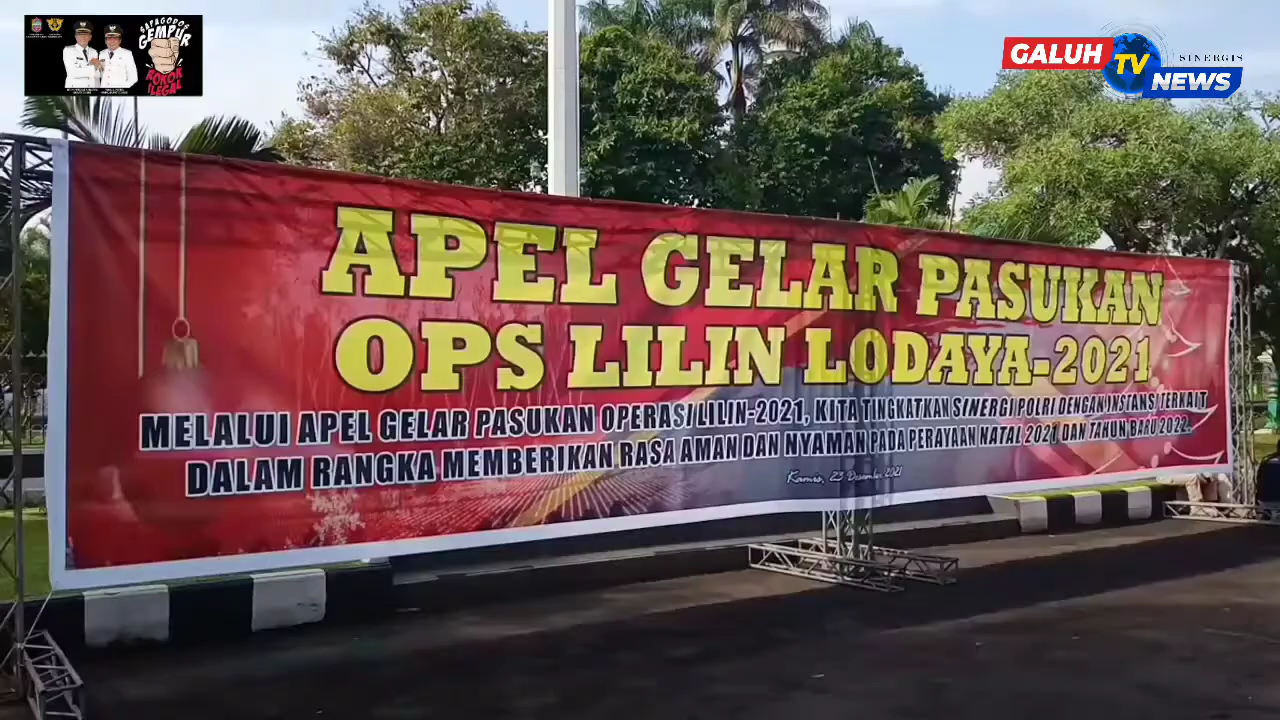 SAPAGODOS
GEMPUR
ROKOK
ILEGAL
GALUH
TV
SINERGIS
NEWS
APEL GELAR PASUKAN
OPS LILIN LODAYA-2021
MELALUI APEL GELAR PASUKAN OPERASI LILIN-2021, KITA TINGKATKAN SINERGI POLRI DENGAN INSTANSI TERKAIT
DALAM RANGKA MEMBERIKAN RASA AMAN DAN NYAMAN PADA PERAYAAN NATAL 2021 DAN TAHUN BARU 2022.
Kamis, 23 Desember 2021